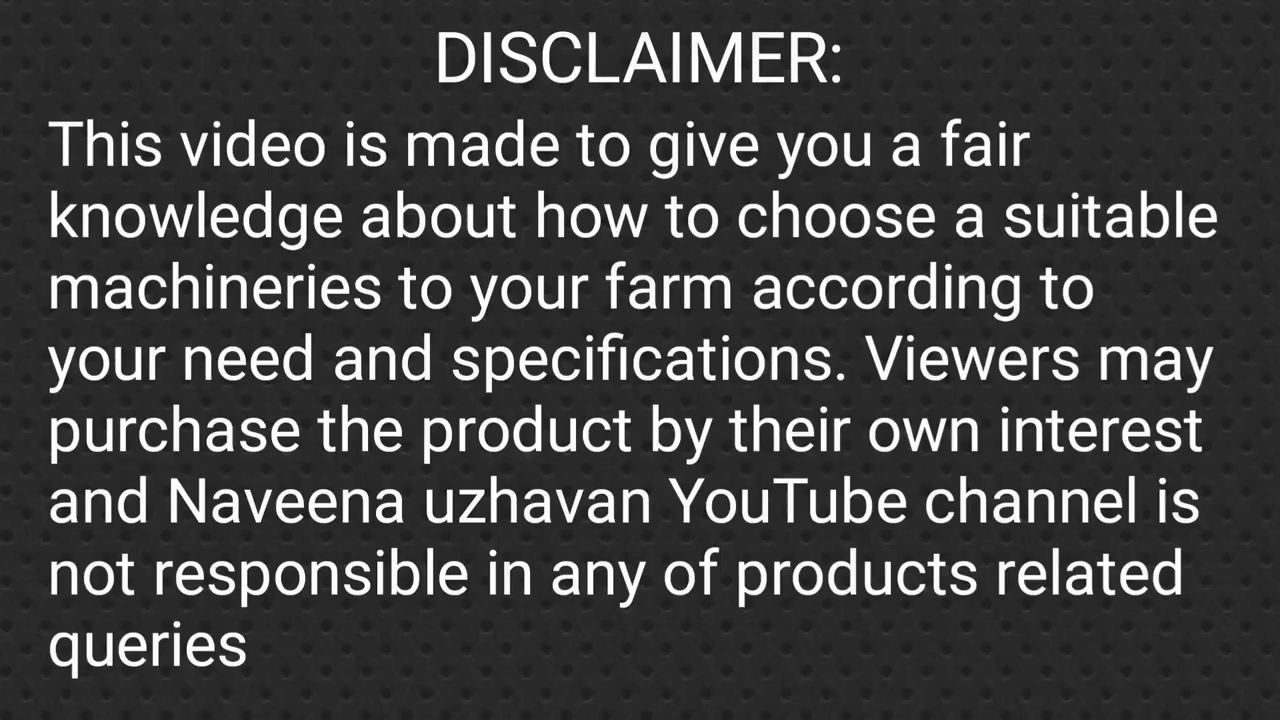 DISCLAIMER:
This video is made to give you a fair
knowledge about how to choose a suitable
machineries to your farm according to
your need and specifications. Viewers may
purchase the product by their own interest
and Naveena uzhavan YouTube channel is
not responsible in any of products related
queries